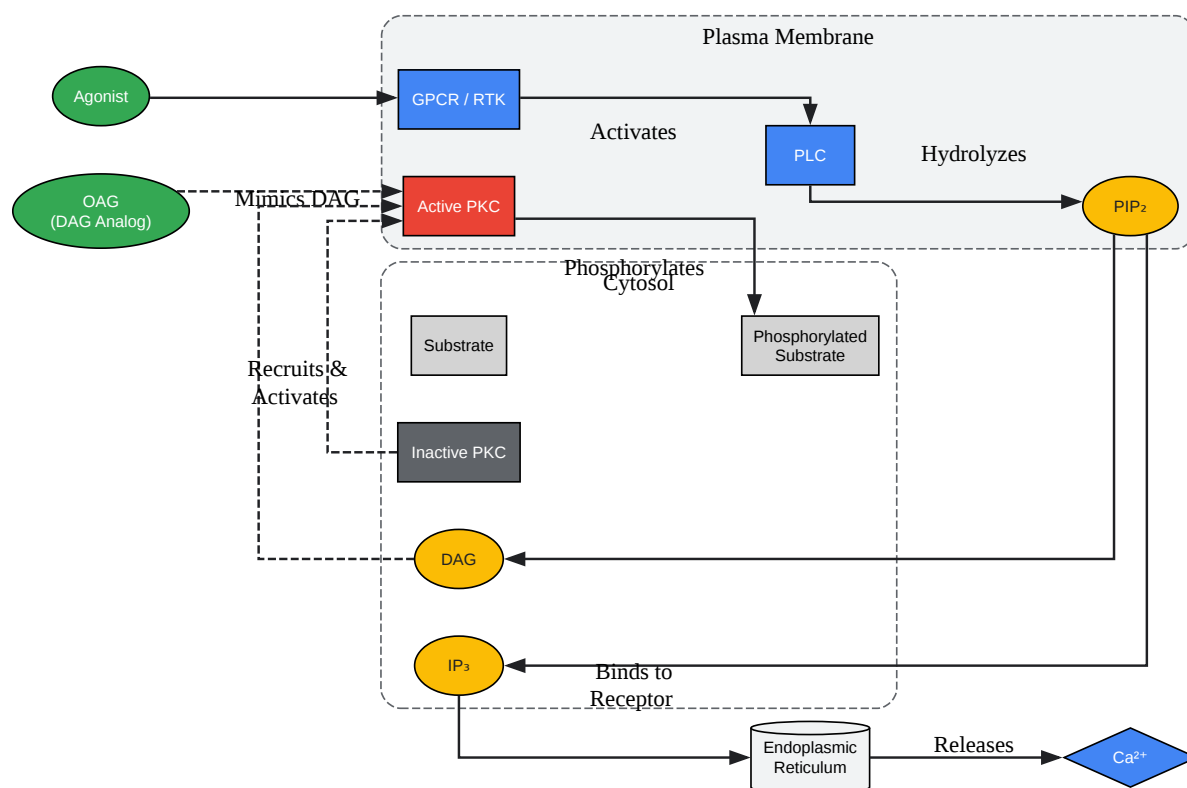 Plasma Membrane
Agonist
GPCR / RTK
Activates
PLC
Hydrolyzes
OAG
(DAG Analog)
Mimics DAG
Active PKC
PIP₂
Phosphorylates
Cytosol
Substrate
Phosphorylated
Substrate
Recruits &
Activates
Inactive PKC
DAG
IP₃
Binds to
Receptor
Endoplasmic
Reticulum
Releases
Ca²⁺